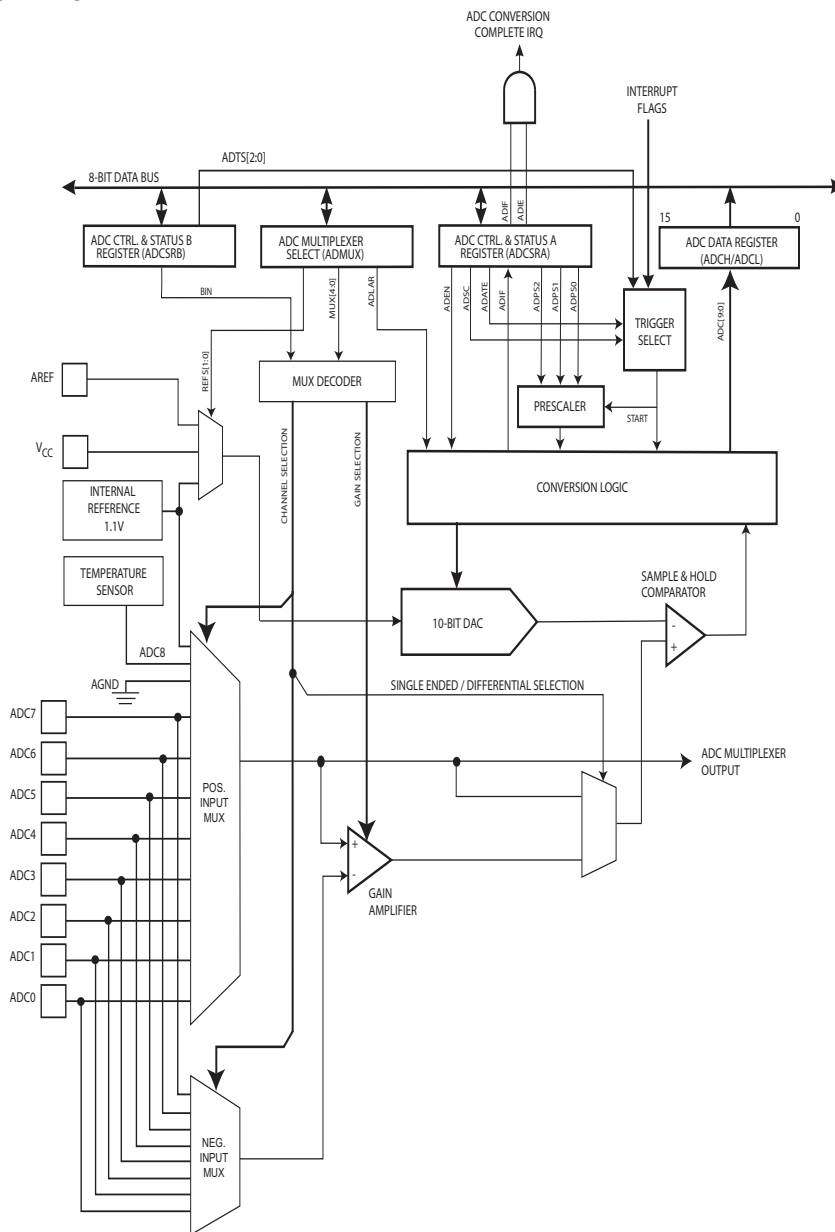 ADC CONVERSION
COMPLETE IRQ
INTERRUPT
FLAGS
ADTS[2:0]
8-BIT DATA BUS
ADIF
ADIE
15
0
ADC CTRL. & STATUS B
REGISTER (ADCSRB)
ADC MULTIPLEXER
SELECT (ADMUX)
ADC CTRL. & STATUS A
REGISTER (ADCSRA)
ADC DATA REGISTER
(ADCH/ADCL)
BIN
MUX[4:0]
ADLAR
ADEN
ADSC
ADATE
ADIF
ADPS2
ADPS1
ADPS0
ADC[9:0]
TRIGGER
SELECT
REFS[1:0]
MUX DECODER
AREF
PRESCALER
START
VCC
CHANNEL SELECTION
GAIN SELECTION
CONVERSION LOGIC
INTERNAL
REFERENCE
1.1V
TEMPERATURE
SENSOR
SAMPLE & HOLD
COMPARATOR
10-BIT DAC
-
+
ADC8
AGND
SINGLE ENDED / DIFFERENTIAL SELECTION
ADC7
ADC6
ADC MULTIPLEXER
OUTPUT
ADC5
POS.
INPUT
MUX
ADC4
+
-
ADC3
GAIN
AMPLIFIER
ADC2
ADC1
ADC0
NEG.
INPUT
MUX